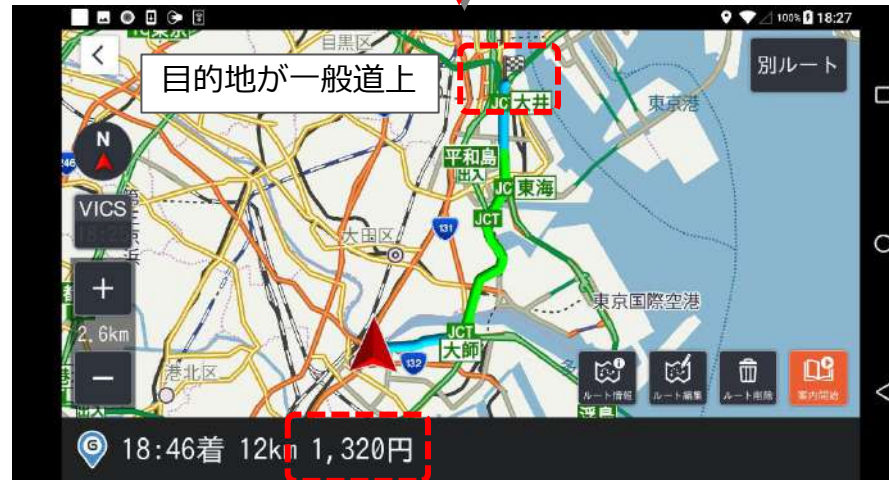 100% 18:27
目黒区
目的地が一般道上
別ルート
JC 大井
東京港
N
246
平和島
出入
VICS
JC 東海
131
JCT
大田区
+
東京国際空港
2.6km
JCT
大師
132
港北区
−
ルート情報
ルート編集
ルート削除
案内開始
浮島
G 18:46着 12km 1,320円